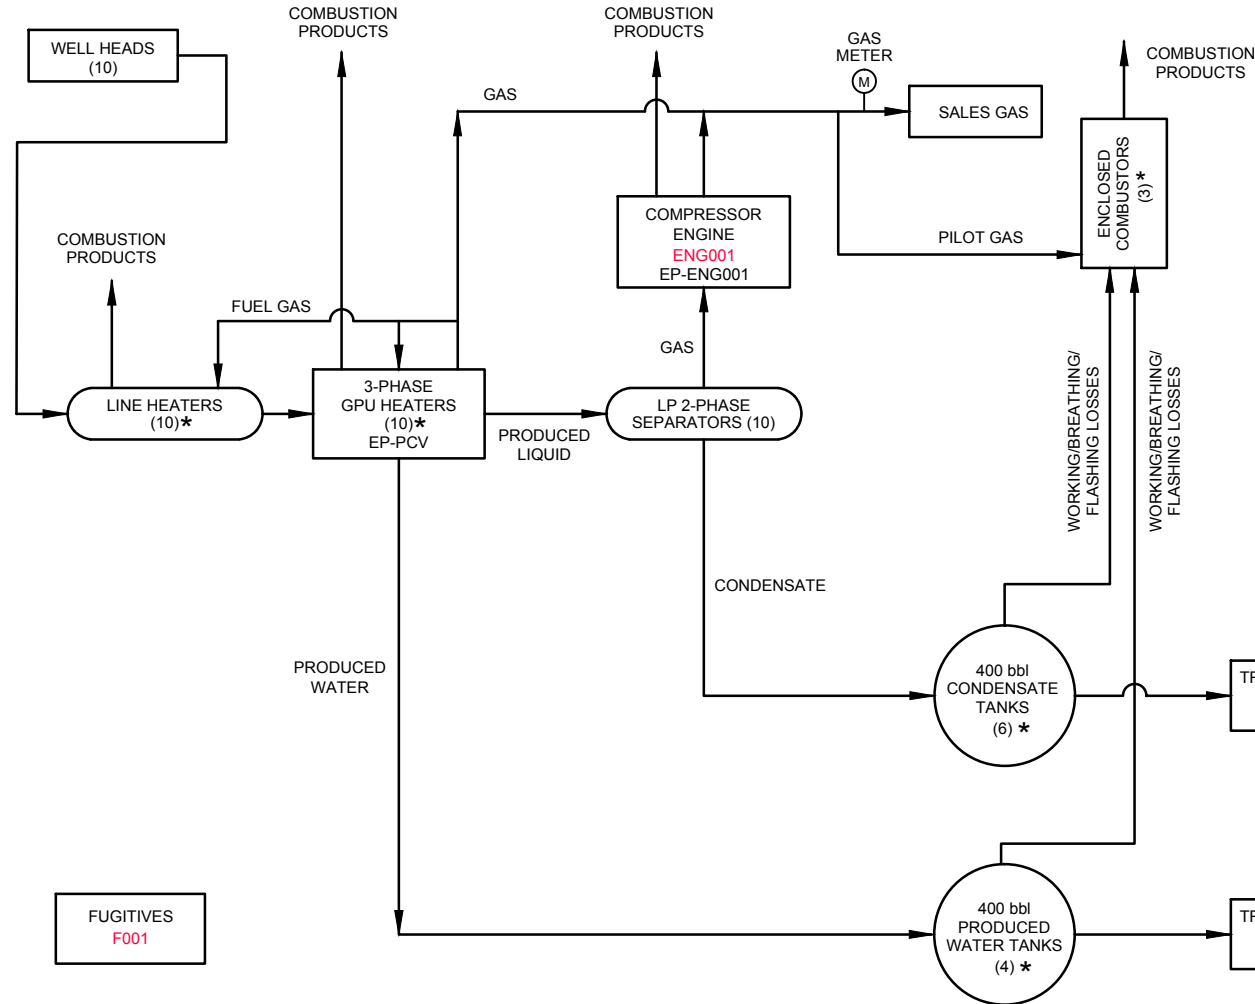 COMBUSTION
PRODUCTS
COMBUSTION
PRODUCTS
GAS
METER
M
WELL HEADS
(10)
COMBUSTION
PRODUCTS
GAS
SALES GAS
ENCLOSED
COMBUSTORS
(3)*
COMPRESSOR
ENGINE
ENG001
EP-ENG001
PILOT GAS
COMBUSTION
PRODUCTS
FUEL GAS
GAS
LINE HEATERS
(10)*
3-PHASE
GPU HEATERS
(10)*
EP-PCV
PRODUCED
LIQUID
LP 2-PHASE
SEPARATORS (10)
WORKING/BREATHING/
FLASHING LOSSES
WORKING/BREATHING/
FLASHING LOSSES
CONDENSATE
PRODUCED
WATER
400 bbl
CONDENSATE
TANKS
(6) *
FUGITIVES
F001
400 bbl
PRODUCED
WATER TANKS
(4) *